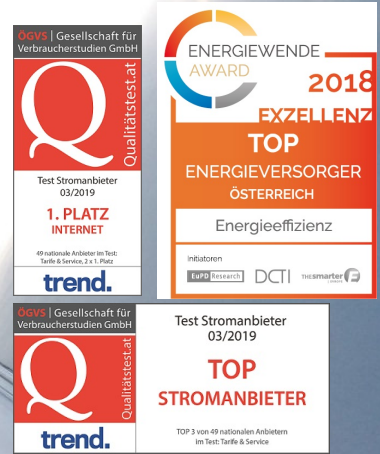 ÖGVS | Gesellschaft für
Verbraucherstudien GmbH
Q
Qualitätstest.at
Test Stromanbieter
03/2019
1. PLATZ
INTERNET
49 nationale Anbieter im Test:
Tarife & Service, 2 x 1. Platz
trend.
ENERGIEWENDE
AWARD
2018
EXZELLENZ
TOP
ENERGIEVERSORGER
ÖSTERREICH
Energieeffizienz
Initiatoren
EuPD Research
DCTI
THE smarter E
EUROPE
ÖGVS | Gesellschaft für
Verbraucherstudien GmbH
Q
Qualitätstest.at
trend.
Test Stromanbieter
03/2019
TOP
STROMANBIETER
TOP 3 von 49 nationalen Anbietern
im Test: Tarife & Service